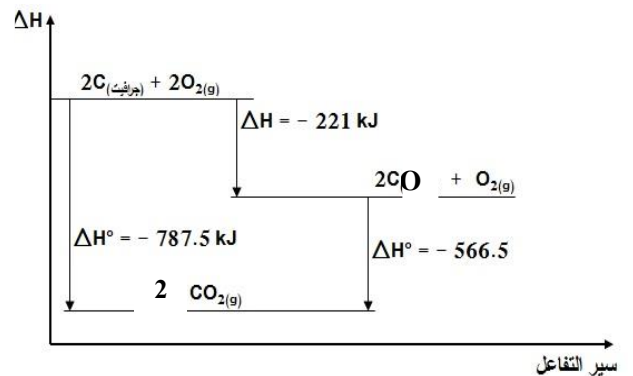 ΔH
2C(جرافيت) + 2O₂(g)
ΔH = - 221 kJ
2CO + O₂(g)
ΔH° = - 787.5 kJ
ΔH° = - 566.5
2 CO₂(g)
سير التفاعل